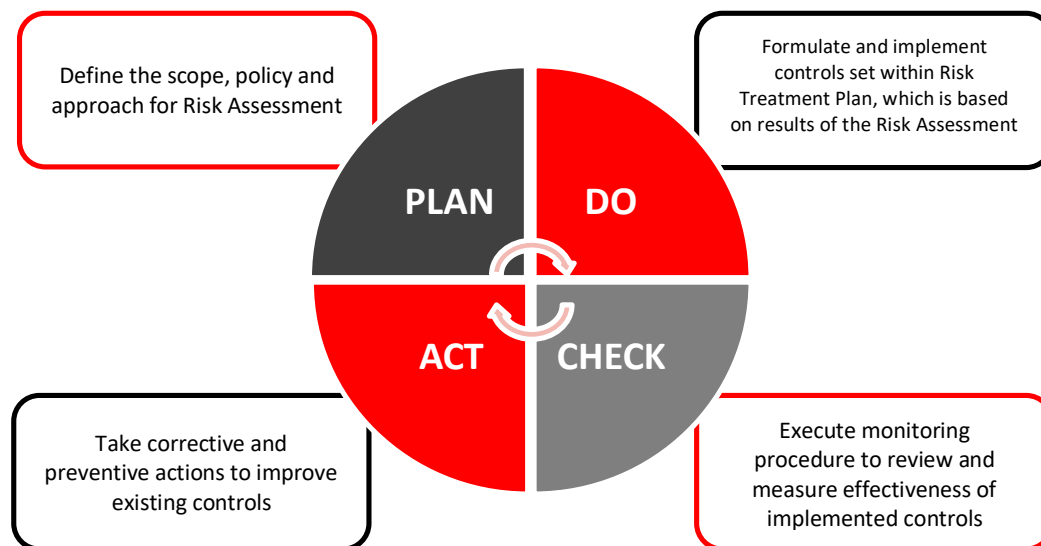 Define the scope, policy and
approach for Risk Assessment
Formulate and implement
controls set within Risk
Treatment Plan, which is based
on results of the Risk Assessment
PLAN
DO
ACT
CHECK
Take corrective and
preventive actions to improve
existing controls
Execute monitoring
procedure to review and
measure effectiveness of
implemented controls